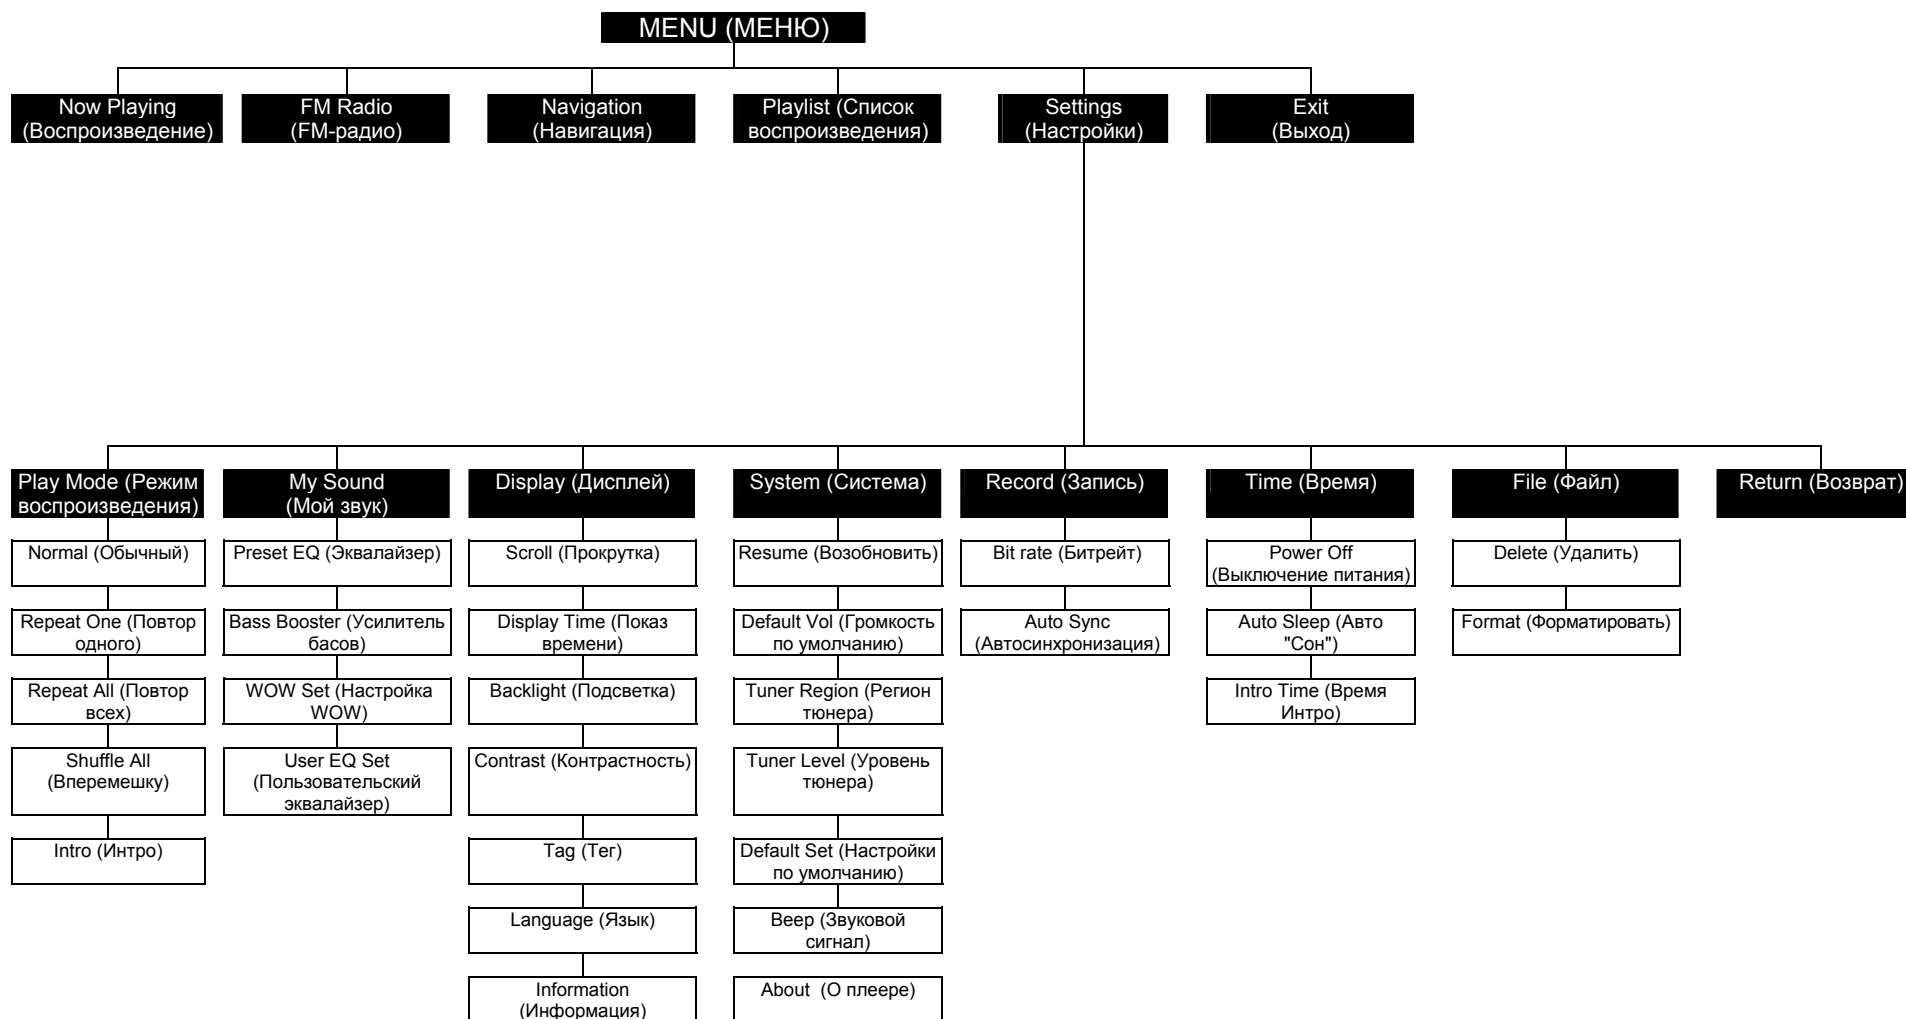 MENU (МЕНЮ)
Now Playing
(Воспроизведение)
FM Radio
(FM-радио)
Navigation
(Навигация)
Playlist (Список
воспроизведения)
Settings
(Настройки)
Exit
(Выход)
Play Mode (Режим
воспроизведения)
My Sound
(Мой звук)
Display (Дисплей)
System (Система)
Record (Запись)
Time (Время)
File (Файл)
Return (Возврат)
Normal (Обычный)
Preset EQ (Эквалайзер)
Scroll (Прокрутка)
Resume (Возобновить)
Bit rate (Битрейт)
Power Off
(Выключение питания)
Delete (Удалить)
Repeat One (Повтор
одного)
Bass Booster (Усилитель
басов)
Display Time (Показ
времени)
Default Vol (Громкость
по умолчанию)
Auto Sync
(Автосинхронизация)
Auto Sleep (Авто
"Сон")
Format (Форматировать)
Repeat All (Повтор
всех)
WOW Set (Настройка
WOW)
Backlight (Подсветка)
Tuner Region (Регион
тюнера)
Intro Time (Время
Интро)
Shuffle All
(Вперемешку)
User EQ Set
(Пользовательский
эквалайзер)
Contrast (Контрастность)
Tuner Level (Уровень
тюнера)
Intro (Интро)
Tag (Тег)
Default Set (Настройки
по умолчанию)
Language (Язык)
Beep (Звуковой
сигнал)
Information
(Информация)
About (О плеере)